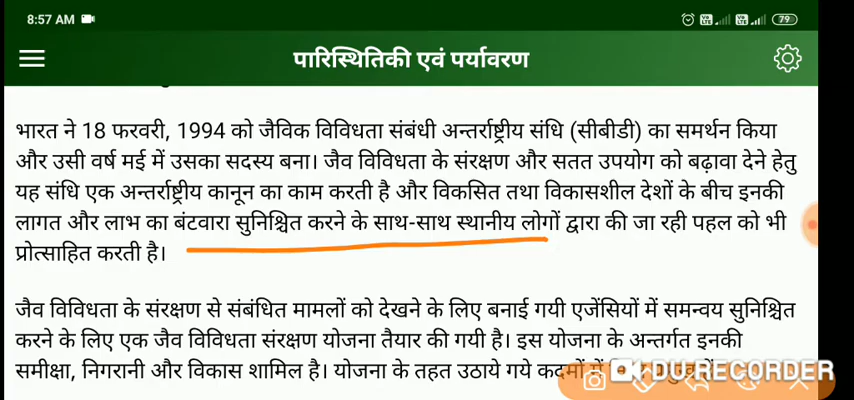 8:57 AM
79
पारिस्थितिकी एवं पर्यावरण
भारत ने 18 फरवरी, 1994 को जैविक विविधता संबंधी अन्तर्राष्ट्रीय संधि (सीबीडी) का समर्थन किया
और उसी वर्ष मई में उसका सदस्य बना। जैव विविधता के संरक्षण और सतत उपयोग को बढ़ावा देने हेतु
यह संधि एक अन्तर्राष्ट्रीय कानून का काम करती है और विकसित तथा विकासशील देशों के बीच इनकी
लागत और लाभ का बंटवारा सुनिश्चित करने के साथ-साथ स्थानीय लोगों द्वारा की जा रही पहल को भी
प्रोत्साहित करती है।
जैव विविधता के संरक्षण से संबंधित मामलों को देखने के लिए बनाई गयी एजेंसियों में समन्वय सुनिश्चित
करने के लिए एक जैव विविधता संरक्षण योजना तैयार की गयी है। इस योजना के अन्तर्गत इनकी
समीक्षा, निगरानी और विकास शामिल है। योजना के तहत उठाये गये कदमों में
DU RECORDER